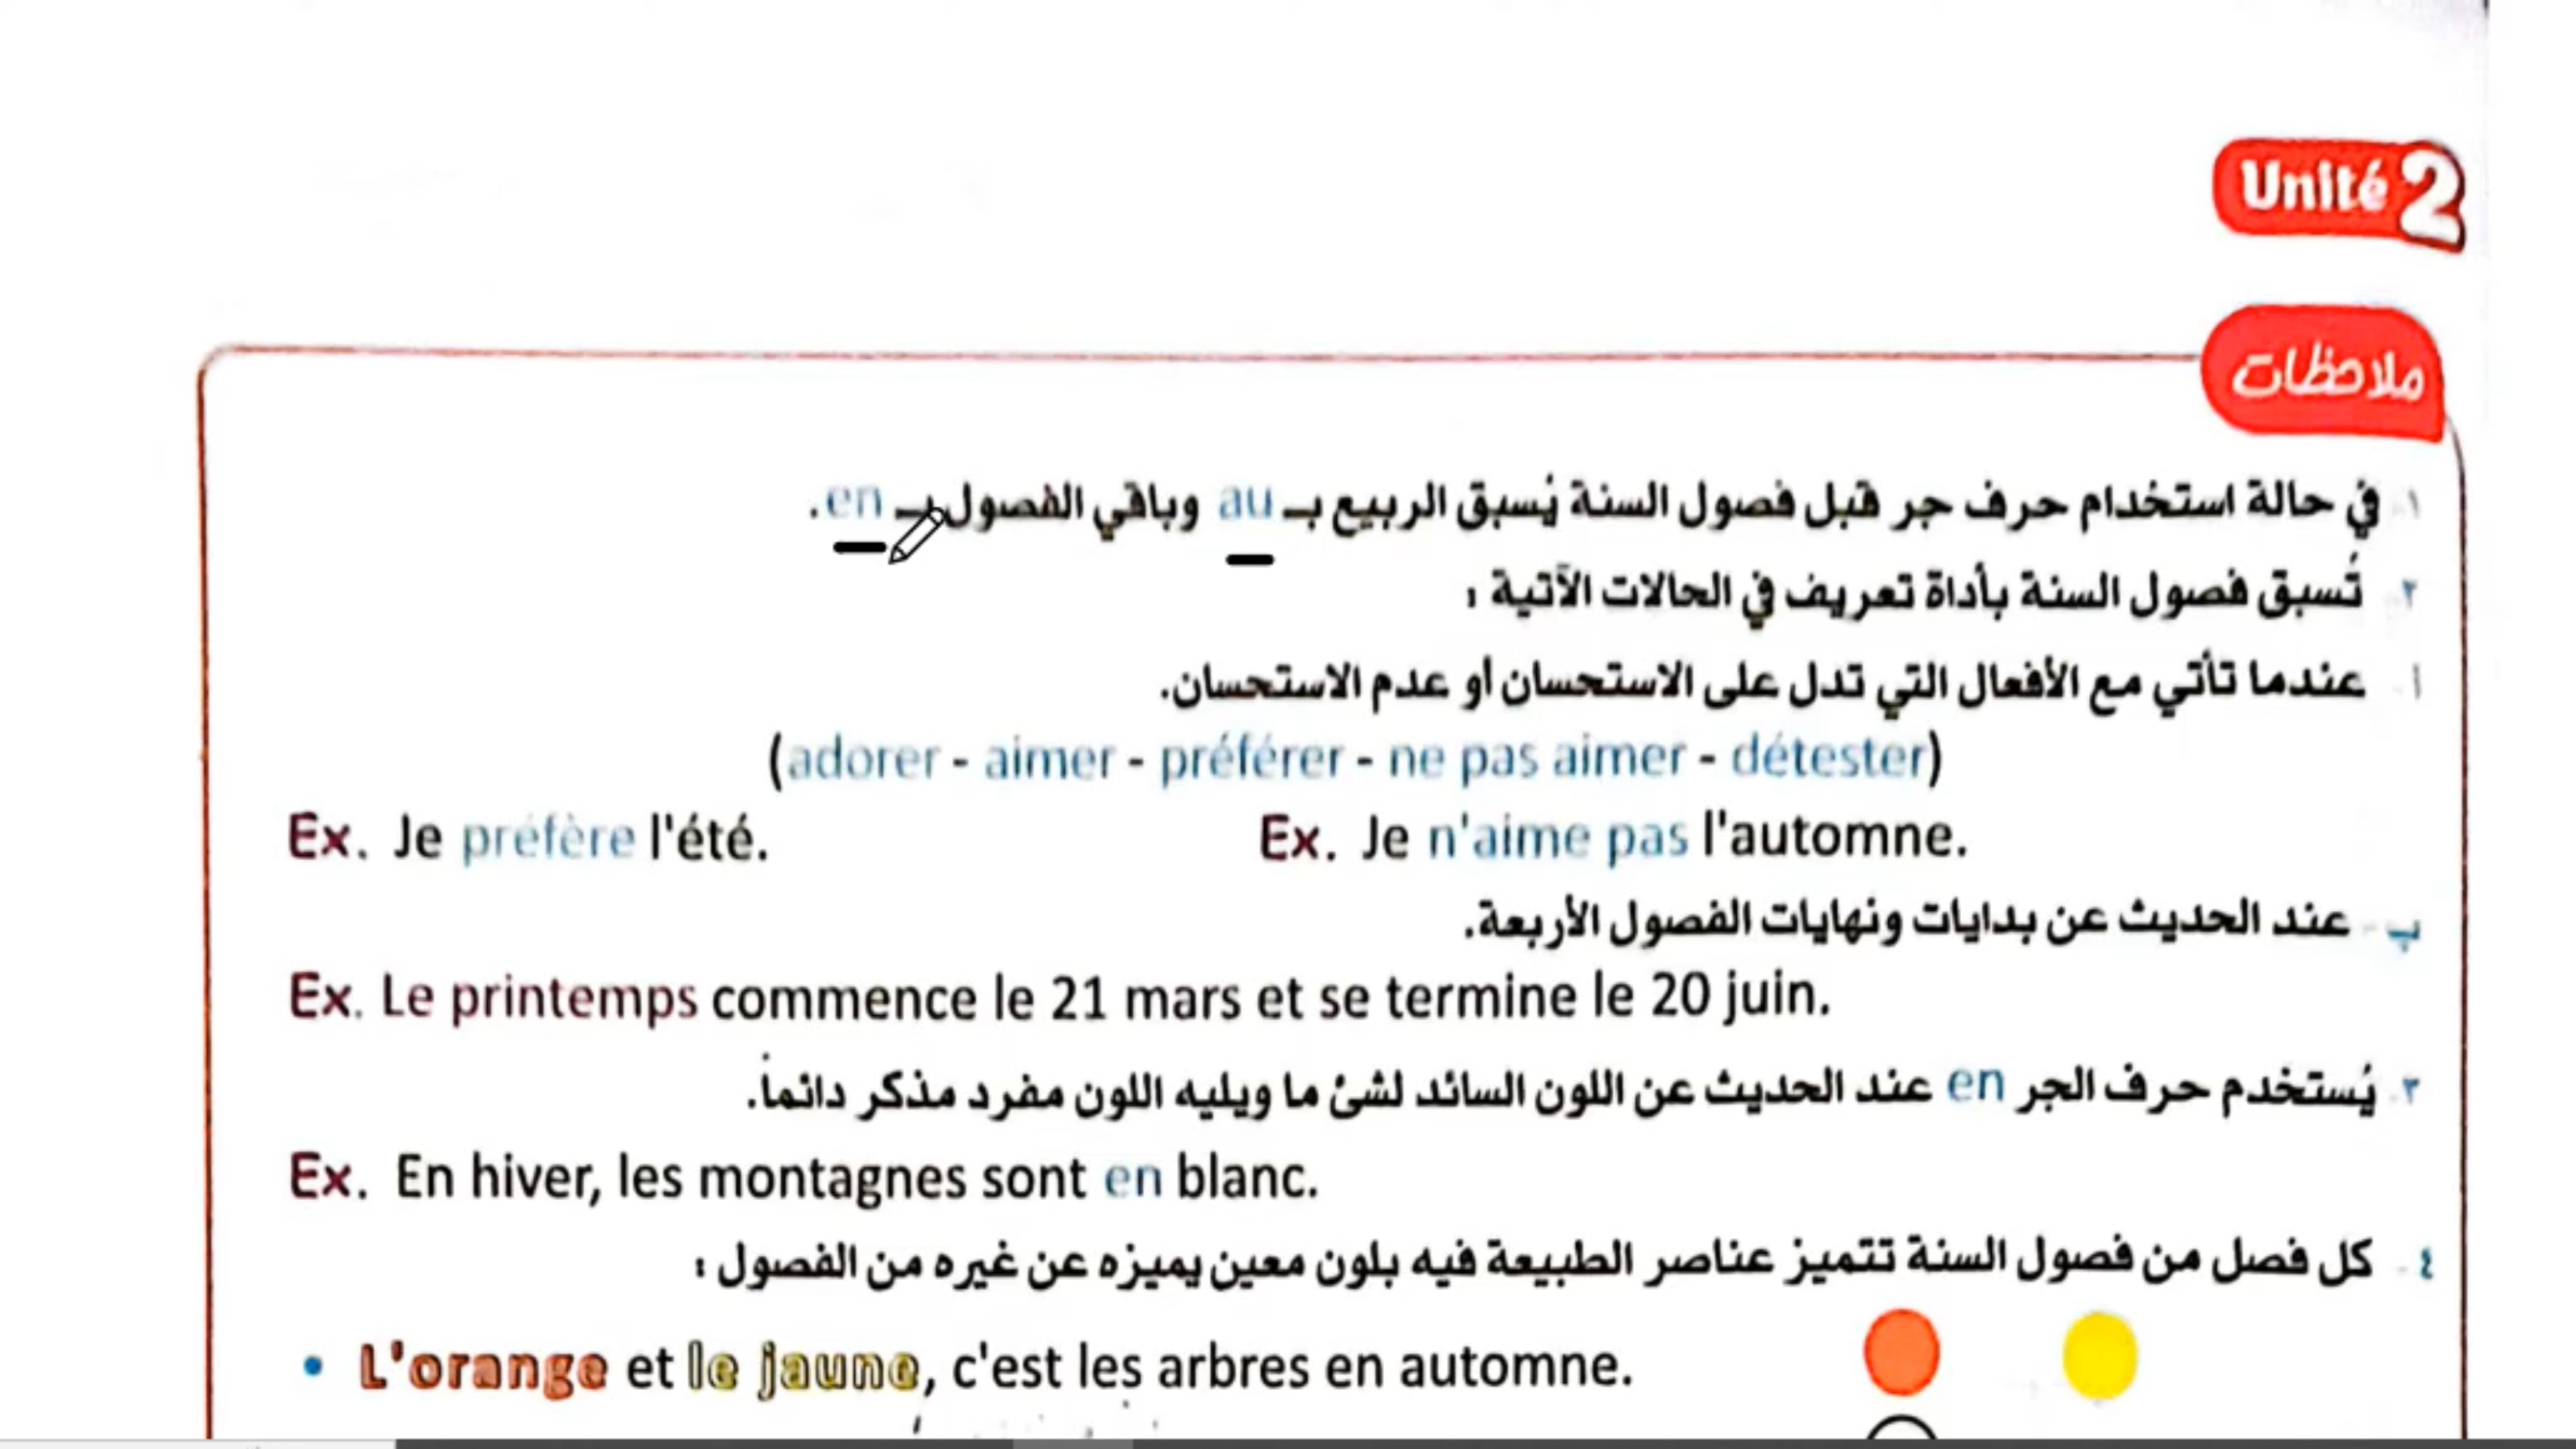 Unité 2
ملاحظات
١- في حالة استخدام حرف جر قبل فصول السنة يُسبق الربيع بـ au وباقي الفصول بـ en.
٢- تُسبق فصول السنة بأداة تعريف في الحالات الآتية :
أ- عندما تأتي مع الأفعال التي تدل على الاستحسان أو عدم الاستحسان.
(adorer - aimer - préférer - ne pas aimer - détester)
Ex. Je préfère l'été. Ex. Je n'aime pas l'automne.
ب- عند الحديث عن بدايات ونهايات الفصول الأربعة.
Ex. Le printemps commence le 21 mars et se termine le 20 juin.
٣- يُستخدم حرف الجر en عند الحديث عن اللون السائد لشئ ما ويليه اللون مفرد مذكر دائماً.
Ex. En hiver, les montagnes sont en blanc.
٤- كل فصل من فصول السنة تتميز عناصر الطبيعة فيه بلون معين يميزه عن غيره من الفصول :
• L'orange et le jaune, c'est les arbres en automne.